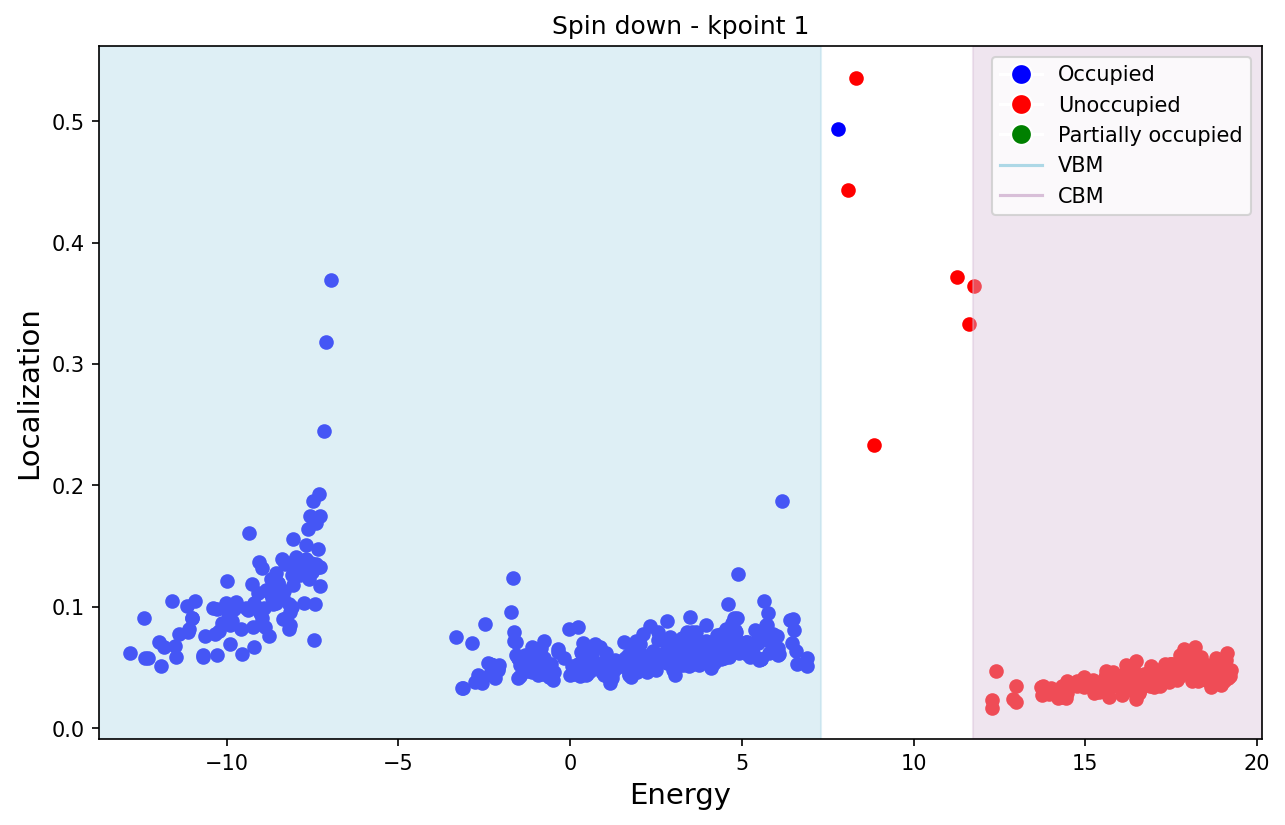 Spin down - kpoint 1
Localization
0.5
0.4
0.3
0.2
0.1
0.0
Occupied
Unoccupied
Partially occupied
VBM
CBM
−10
−5
0
5
10
15
20
Energy